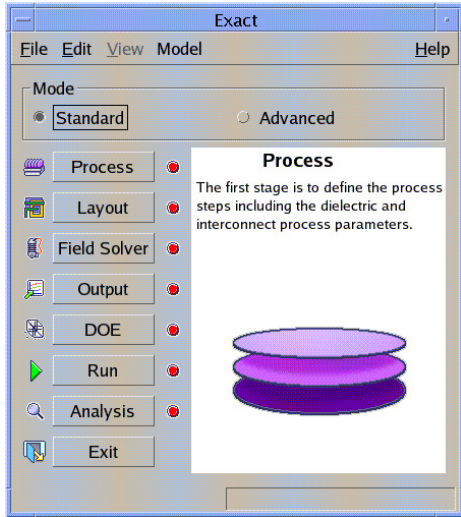 Exact
File Edit View Model Help
Mode
Standard Advanced
Process
Layout
Field Solver
Output
DOE
Run
Analysis
Exit
Process
The first stage is to define the process
steps including the dielectric and
interconnect process parameters.